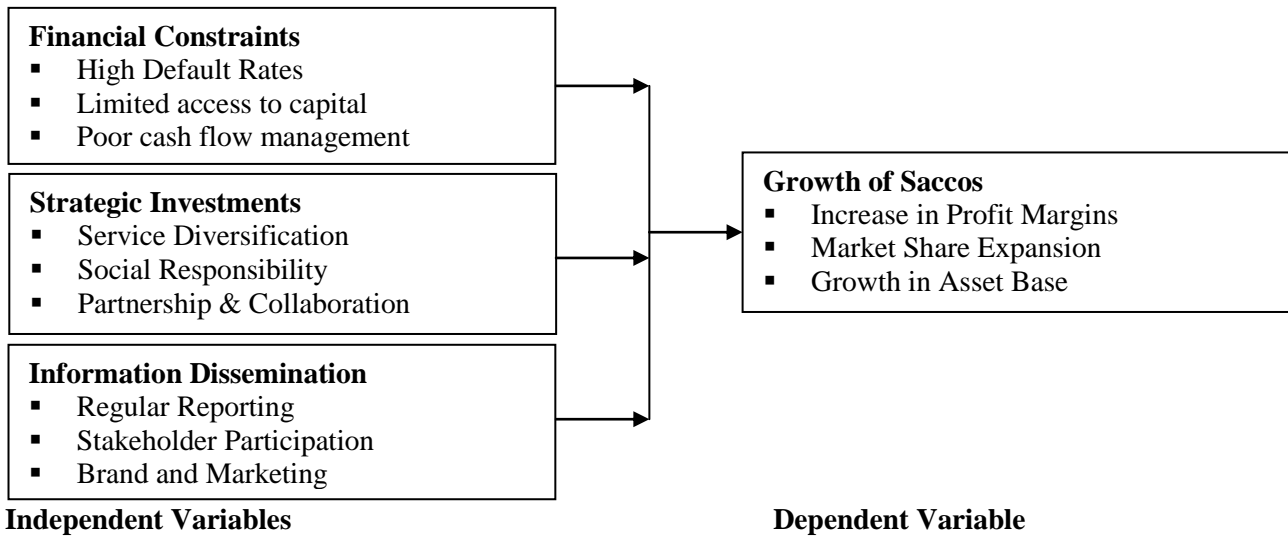 Financial Constraints
▪ High Default Rates
▪ Limited access to capital
▪ Poor cash flow management
Strategic Investments
▪ Service Diversification
▪ Social Responsibility
▪ Partnership & Collaboration
Information Dissemination
▪ Regular Reporting
▪ Stakeholder Participation
▪ Brand and Marketing
Independent Variables
Growth of Saccos
▪ Increase in Profit Margins
▪ Market Share Expansion
▪ Growth in Asset Base
Dependent Variable